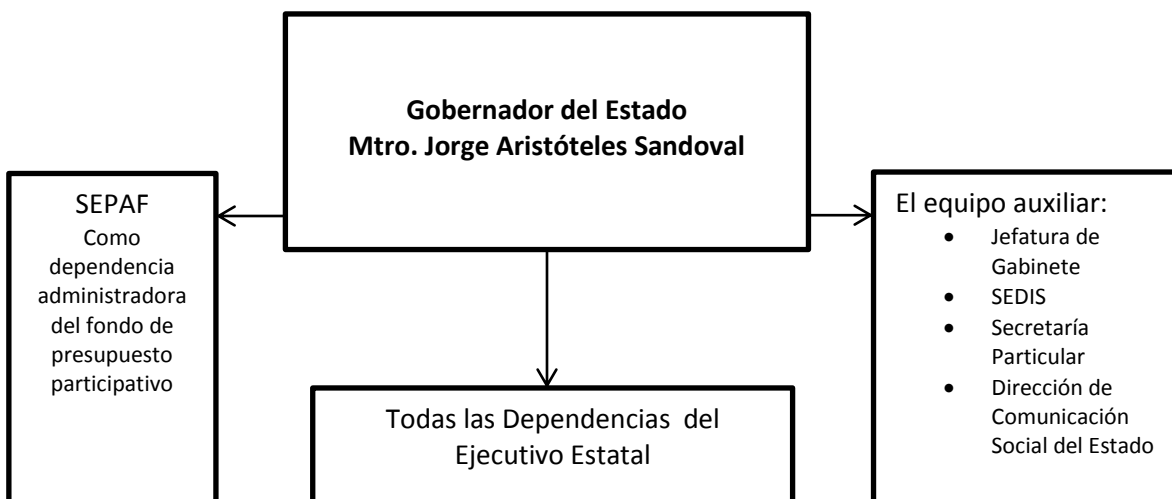 Gobernador del Estado
Mtro. Jorge Aristóteles Sandoval
SEPAF
Como
dependencia
administradora
del fondo de
presupuesto
participativo
El equipo auxiliar:
• Jefatura de
Gabinete
• SEDIS
• Secretaría
Particular
• Dirección de
Comunicación
Social del Estado
Todas las Dependencias del
Ejecutivo Estatal